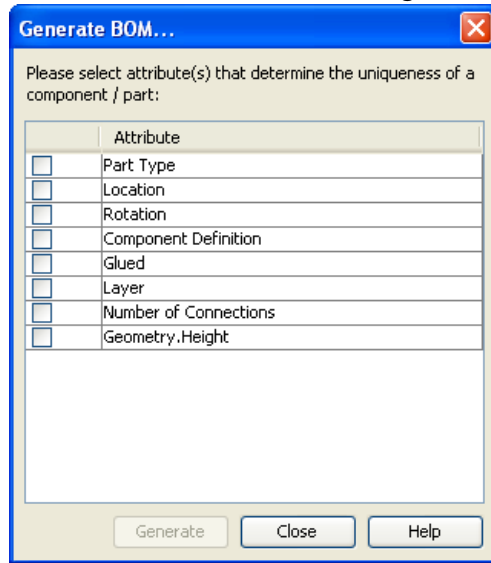 Generate BOM...
Please select attribute(s) that determine the uniqueness of a
component / part:
Attribute
Part Type
Location
Rotation
Component Definition
Glued
Layer
Number of Connections
Geometry.Height
Generate Close Help